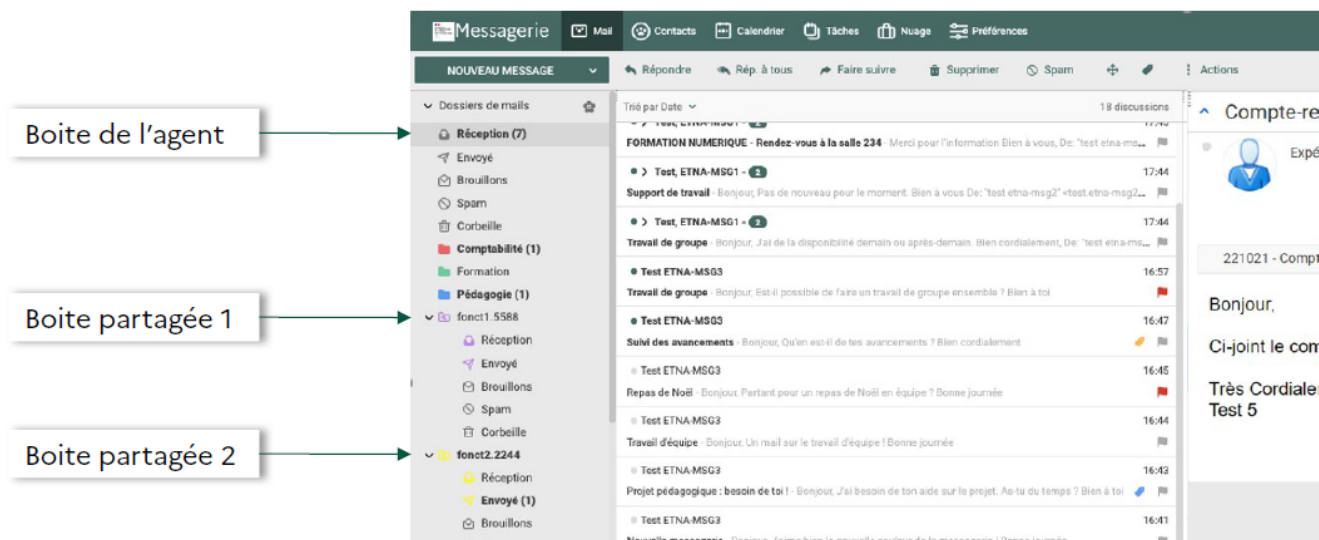 Messagerie
Mail
Contacts
Calendrier
Tâches
Nuage
Préférences
NOUVEAU MESSAGE
Répondre
Rép. à tous
Faire suivre
Supprimer
Spam
Actions
Boite de l'agent
Boite partagée 1
Boite partagée 2
Dossiers de mails
Réception (7)
Envoyé
Brouillons
Spam
Corbeille
Comptabilité (1)
Formation
Pédagogie (1)
fonct1.5588
Réception
Envoyé
Brouillons
Spam
Corbeille
fonct2.2244
Réception
Envoyé (1)
Brouillons
Trié par Date
18 discussions
FORMATION NUMERIQUE - Rendez-vous à la salle 234 - Merci pour l'information Bien à vous, De: "test etna-ms...
Test, ETNA-MSG1 - 2
17:44
Support de travail - Bonjour, Pas de nouveau pour le moment. Bien à vous De: "test etna-msg2" <test.etna-msg2...
Test, ETNA-MSG1 - 2
17:44
Travail de groupe - Bonjour, J'ai de la disponibilité demain ou après-demain. Bien cordialement, De: "test etna-ms...
Test ETNA-MSG3
16:57
Travail de groupe - Bonjour, Est-il possible de faire un travail de groupe ensemble ? Bien à toi
Test ETNA-MSG3
16:47
Suivi des avancements - Bonjour, Qu'en est-il de tes avancements ? Bien cordialement
Test ETNA-MSG3
16:45
Repas de Noël - Bonjour, Partant pour un repas de Noël en équipe ? Bonne journée
Test ETNA-MSG3
16:44
Travail d'équipe - Bonjour, Un mail sur le travail d'équipe ! Bonne journée
Test ETNA-MSG3
16:43
Projet pédagogique : besoin de toi ! - Bonjour, J'ai besoin de ton aide sur le projet. As-tu du temps ? Bien à toi
Test ETNA-MSG3
16:41
Compte-re
Expé
221021 - Compt
Bonjour,
Ci-joint le com
Très Cordiale
Test 5